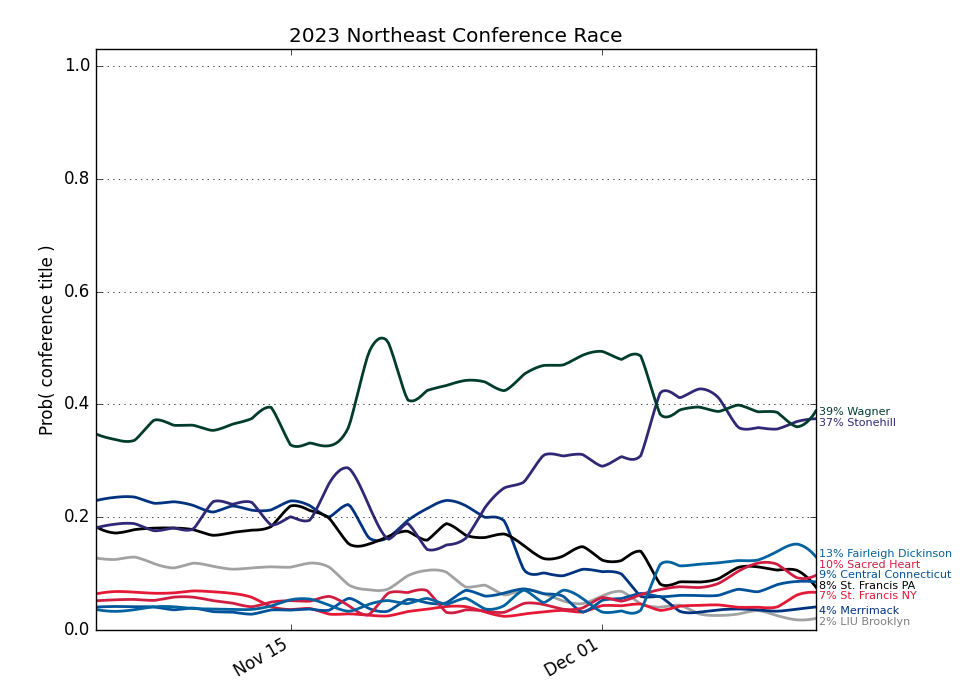 2023 Northeast Conference Race
Prob( conference title )
1.0
0.8
0.6
0.4
0.2
0.0
39% Wagner
37% Stonehill
13% Fairleigh Dickinson
10% Sacred Heart
9% Central Connecticut
8% St. Francis PA
7% St. Francis NY
4% Merrimack
2% LIU Brooklyn
Nov 15
Dec 01